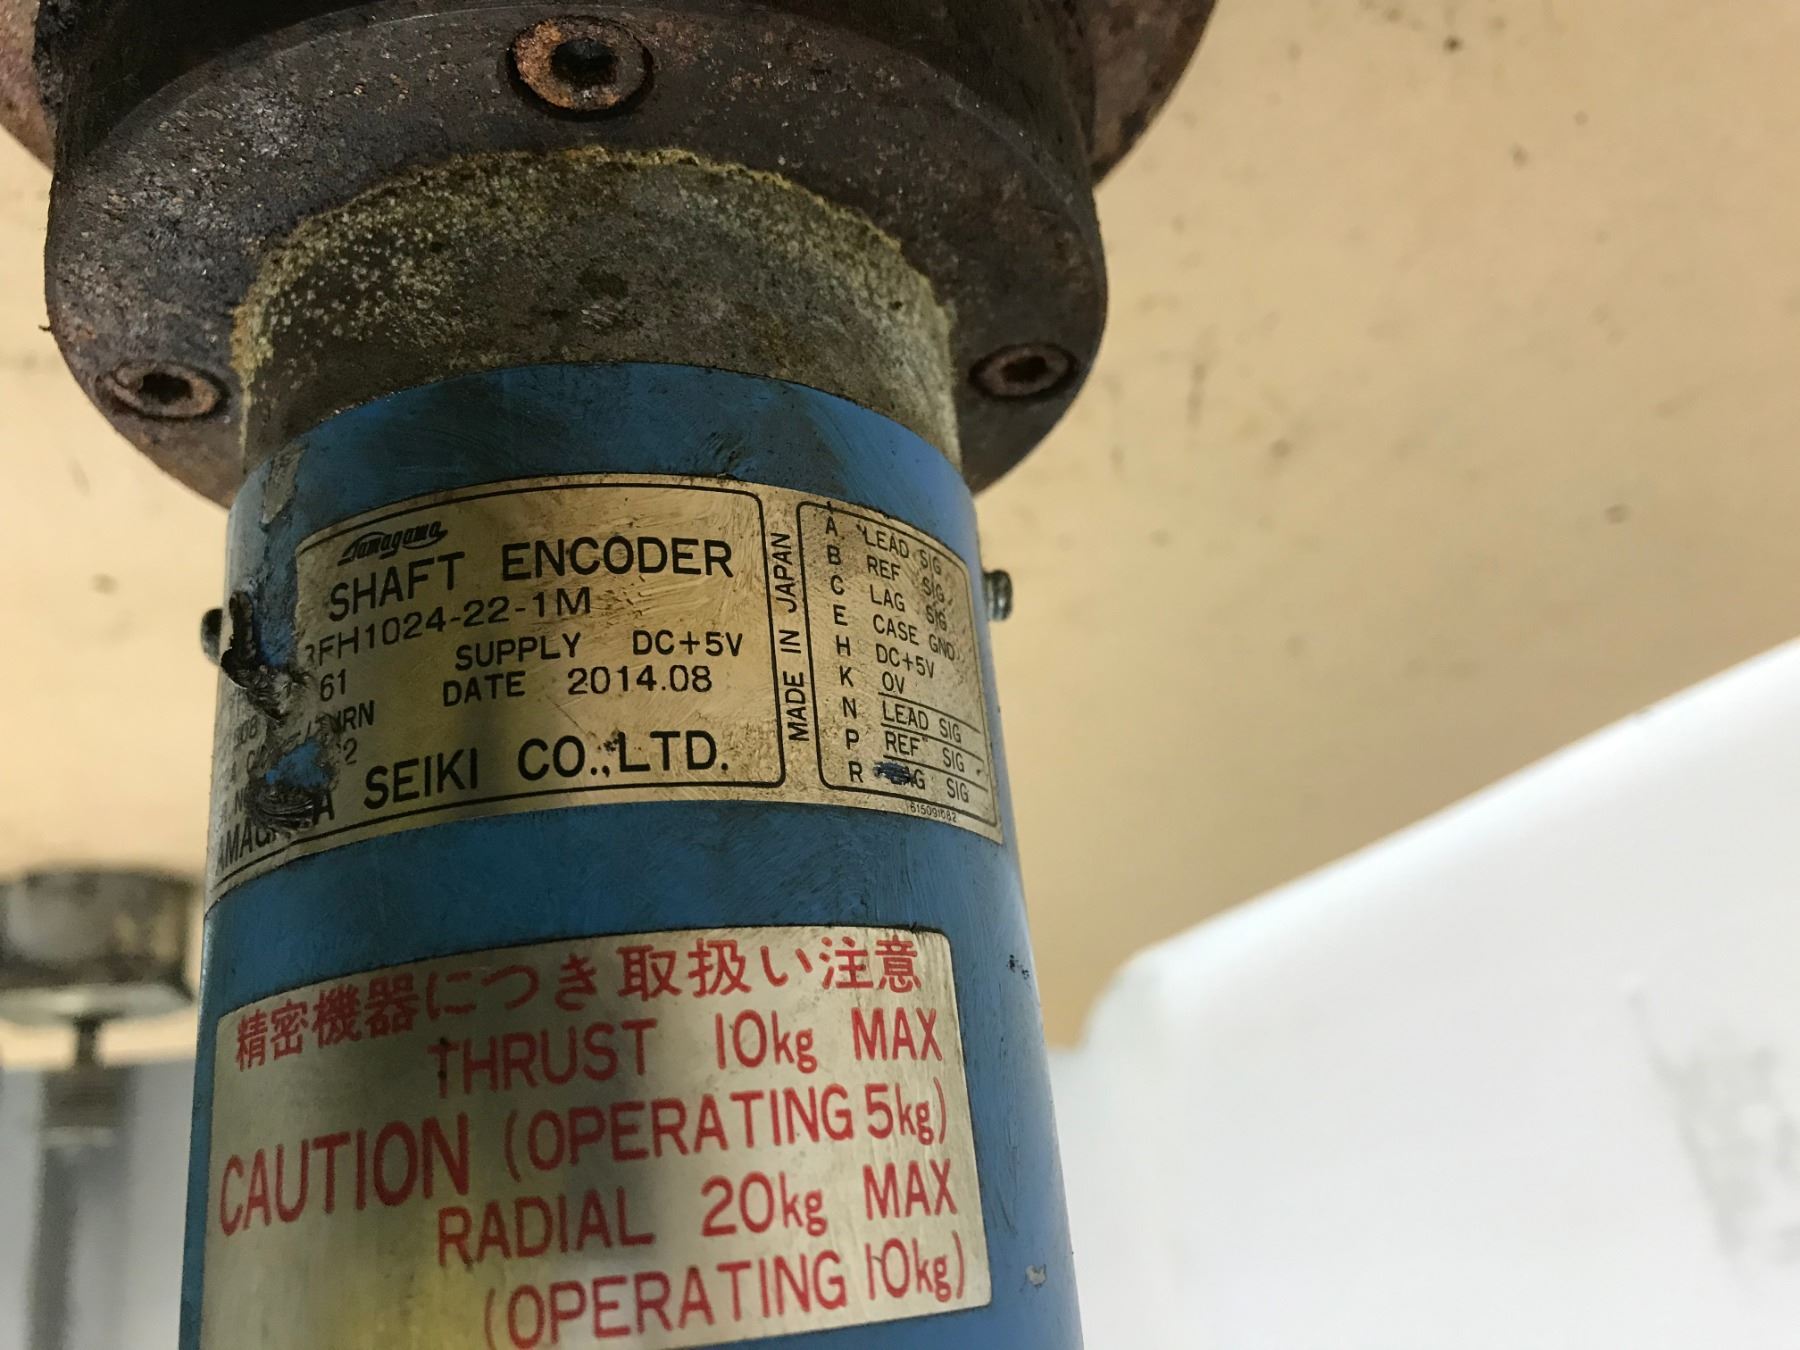 Tamagawa
SHAFT ENCODER
FH1024-22-1M
SUPPLY DC+5V
61
DATE 2014.08
SEIKI CO.,LTD.
MADE IN JAPAN
A LEAD SIG
B REF SIG
C LAG SIG
E CASE GND
H DC+5V
K 0V
N LEAD SIG
P REF SIG
R LAG SIG
615091082
精密機器につき取扱い注意
THRUST 10kg MAX
CAUTION (OPERATING 5kg)
RADIAL 20kg MAX
(OPERATING 10kg)